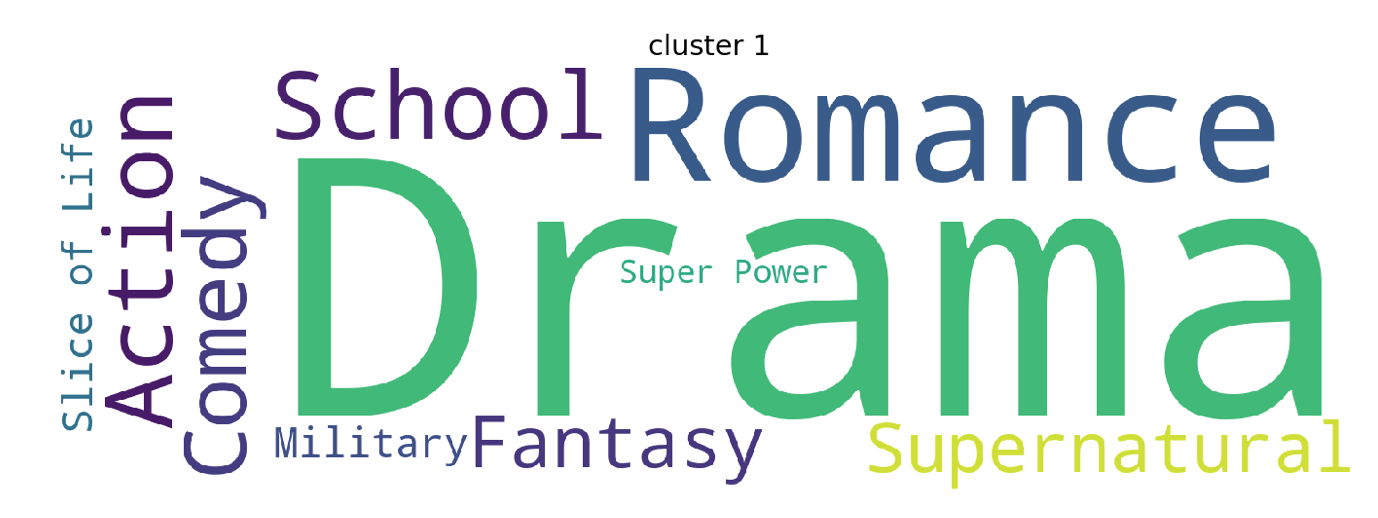 cluster 1
School
Romance
Slice of Life
Action
Comedy
Drama
Super Power
Military
Fantasy
Supernatural